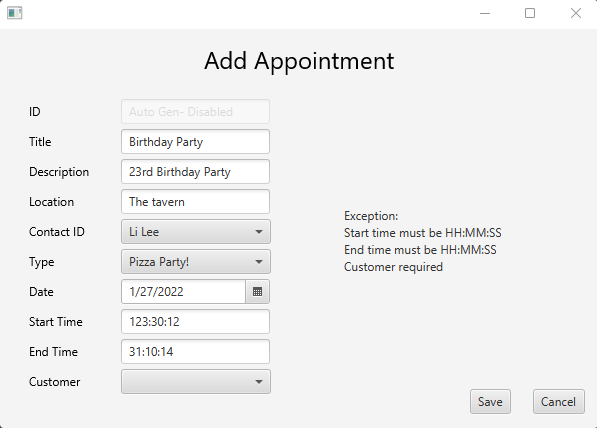 Add Appointment
ID Auto Gen- Disabled
Title Birthday Party
Description 23rd Birthday Party
Location The tavern
Contact ID Li Lee
Type Pizza Party!
Date 1/27/2022
Start Time 123:30:12
End Time 31:10:14
Customer
Exception:
Start time must be HH:MM:SS
End time must be HH:MM:SS
Customer required
Save Cancel